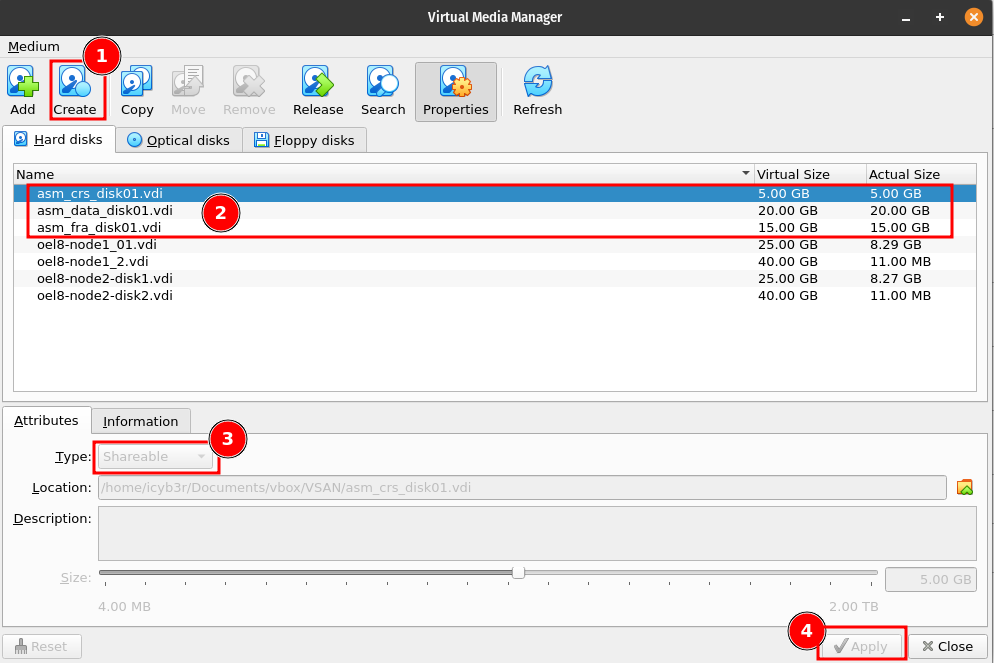 Virtual Media Manager
Medium
1
Add Create Copy Move Remove Release Search Properties Refresh
Hard disks Optical disks Floppy disks
Name Virtual Size Actual Size
asm_crs_disk01.vdi 5.00 GB 5.00 GB
asm_data_disk01.vdi 2 20.00 GB 20.00 GB
asm_fra_disk01.vdi 15.00 GB 15.00 GB
oel8-node1_01.vdi 25.00 GB 8.29 GB
oel8-node1_2.vdi 40.00 GB 11.00 MB
oel8-node2-disk1.vdi 25.00 GB 8.27 GB
oel8-node2-disk2.vdi 40.00 GB 11.00 MB
Attributes Information
3
Type: Shareable
Location: /home/icyb3r/Documents/vbox/VSAN/asm_crs_disk01.vdi
Description:
Size: 5.00 GB
4.00 MB 2.00 TB
4
Reset Apply Close